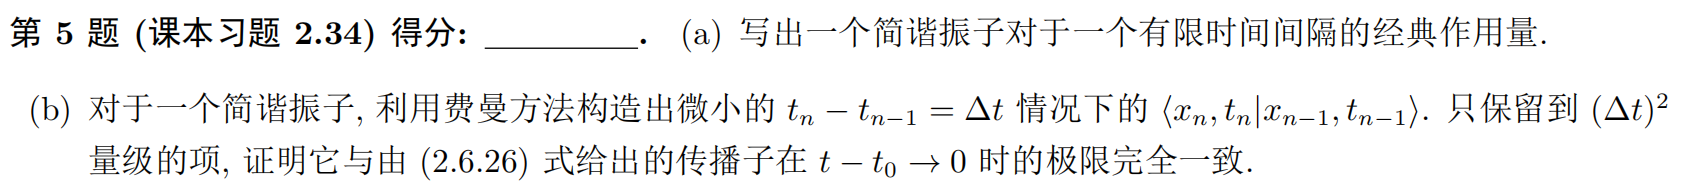 第 5 题 (课本习题 2.34) 得分: ________. (a) 写出一个简谐振子对于一个有限时间间隔的经典作用量.
(b) 对于一个简谐振子, 利用费曼方法构造出微小的 $t_n - t_{n-1} = \Delta t$ 情况下的 $\langle x_n, t_n | x_{n-1}, t_{n-1} \rangle$. 只保留到 $(\Delta t)^2$
量级的项, 证明它与由 (2.6.26) 式给出的传播子在 $t - t_0 \to 0$ 时的极限完全一致.